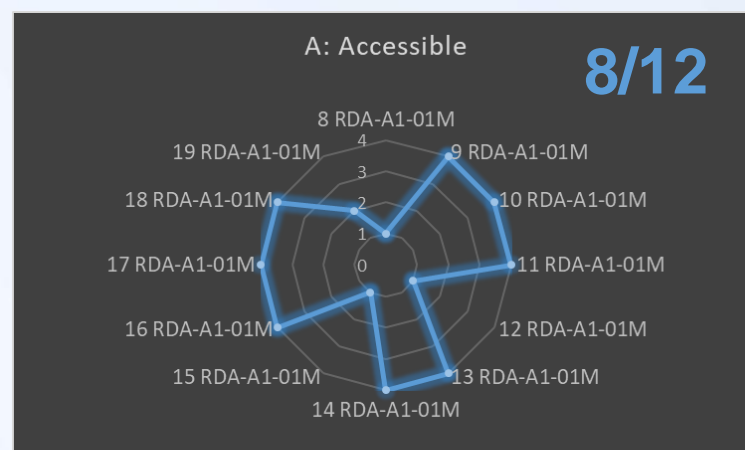 A: Accessible
8/12
8 RDA-A1-01M
19 RDA-A1-01M
9 RDA-A1-01M
18 RDA-A1-01M
10 RDA-A1-01M
17 RDA-A1-01M
11 RDA-A1-01M
16 RDA-A1-01M
12 RDA-A1-01M
15 RDA-A1-01M
13 RDA-A1-01M
14 RDA-A1-01M
4
3
2
1
0